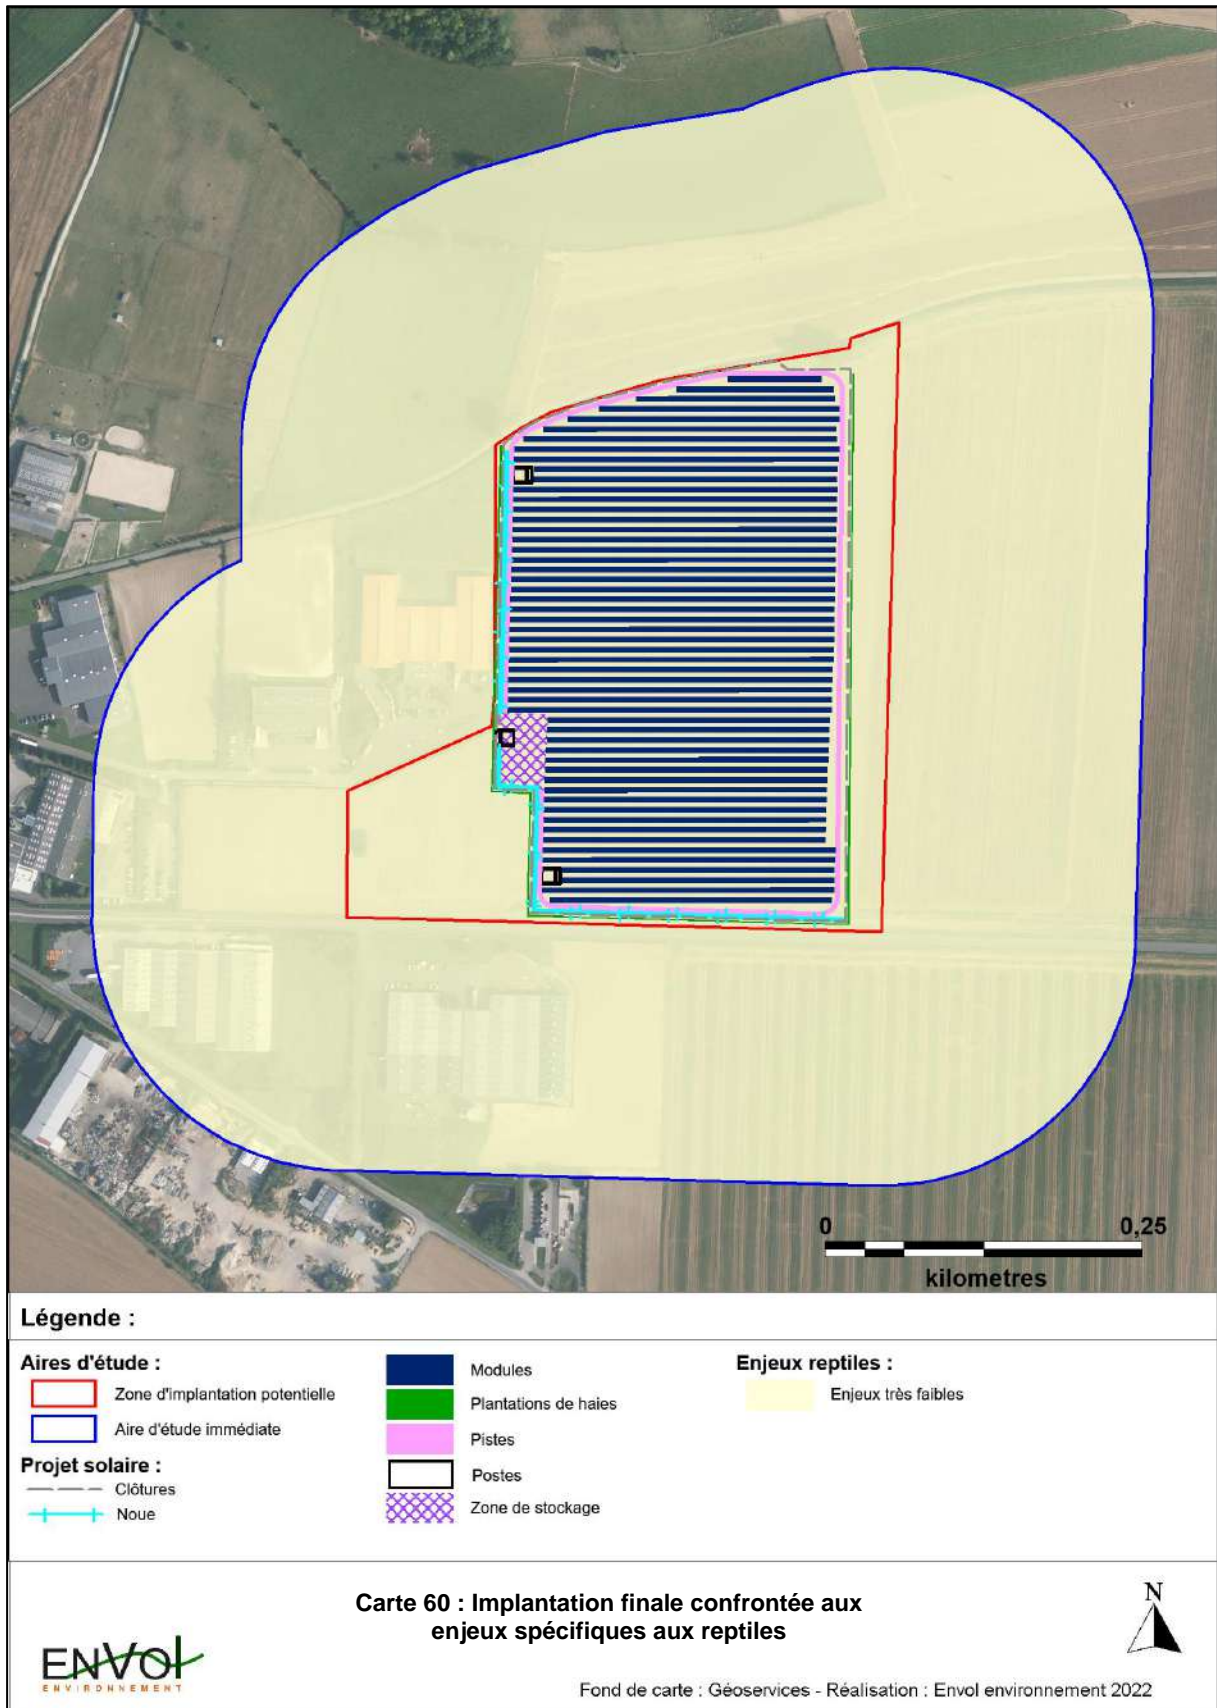 0 0,25
kilometres
Légende :
Aires d'étude :
Zone d'implantation potentielle
Aire d'étude immédiate
Projet solaire :
Clôtures
Noue
Modules
Plantations de haies
Pistes
Postes
Zone de stockage
Enjeux reptiles :
Enjeux très faibles
Carte 60 : Implantation finale confrontée aux
enjeux spécifiques aux reptiles
N
ENVOl
ENVIRONNEMENT
Fond de carte : Géoservices - Réalisation : Envol environnement 2022